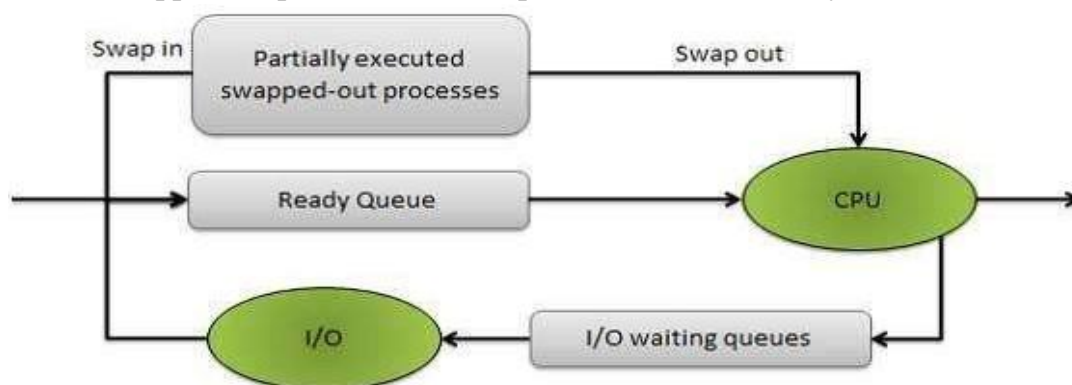 Swap in
Partially executed
swapped-out processes
Swap out
Ready Queue
CPU
I/O
I/O waiting queues